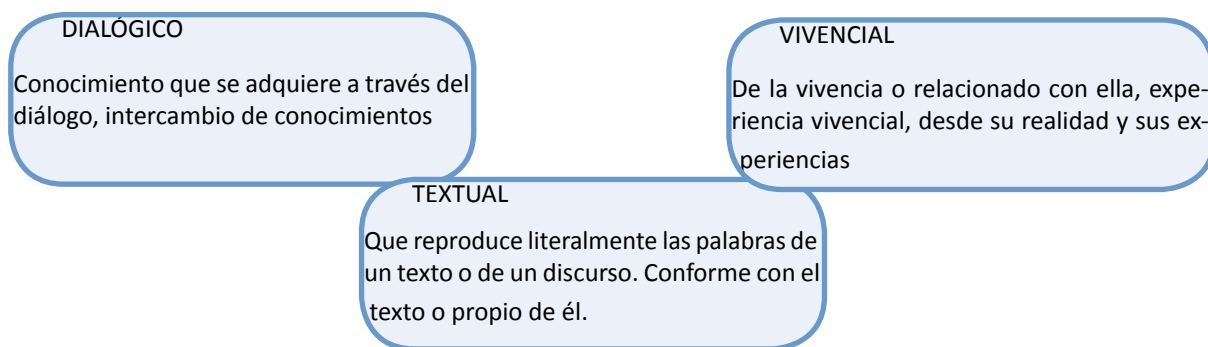 DIALÓGICO
Conocimiento que se adquiere a través del
diálogo, intercambio de conocimientos
VIVENCIAL
De la vivencia o relacionado con ella, expe-
riencia vivencial, desde su realidad y sus ex-
periencias
TEXTUAL
Que reproduce literalmente las palabras de
un texto o de un discurso. Conforme con el
texto o propio de él.